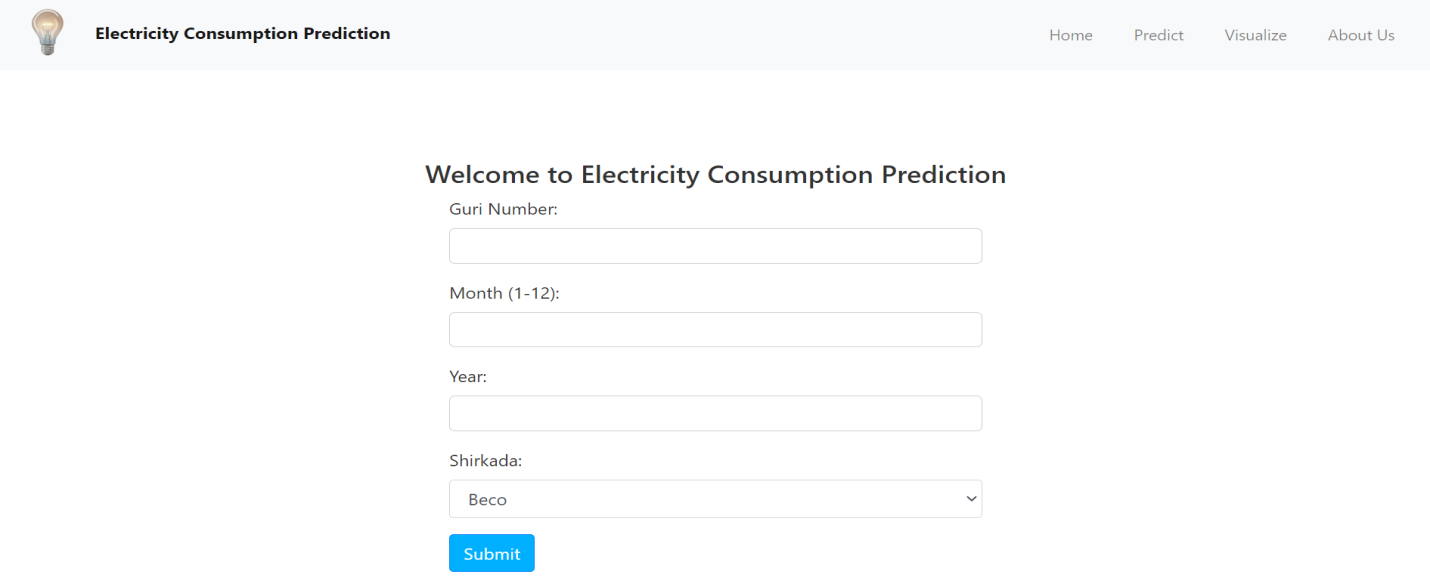 Electricity Consumption Prediction
Home Predict Visualize About Us
Welcome to Electricity Consumption Prediction
Guri Number:
Month (1-12):
Year:
Shirkada:
Beco
Submit